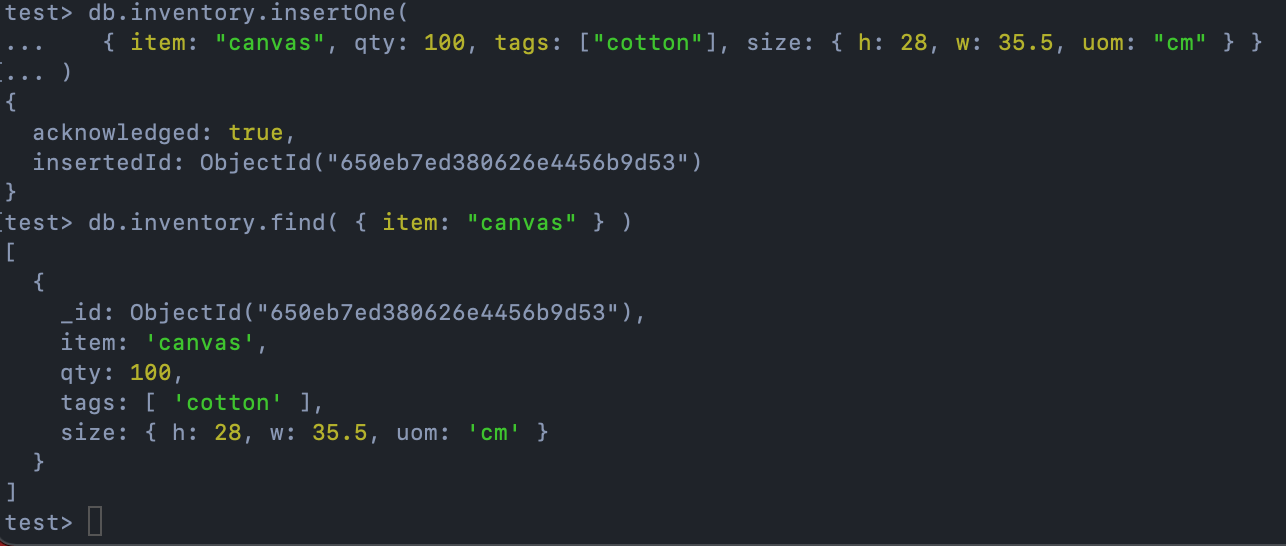 test> db.inventory.insertOne(
...    { item: "canvas", qty: 100, tags: ["cotton"], size: { h: 28, w: 35.5, uom: "cm" } }
[... )
{
  acknowledged: true,
  insertedId: ObjectId("650eb7ed380626e4456b9d53")
}
[test> db.inventory.find( { item: "canvas" } )
[
  {
    _id: ObjectId("650eb7ed380626e4456b9d53"),
    item: 'canvas',
    qty: 100,
    tags: [ 'cotton' ],
    size: { h: 28, w: 35.5, uom: 'cm' }
  }
]
test>